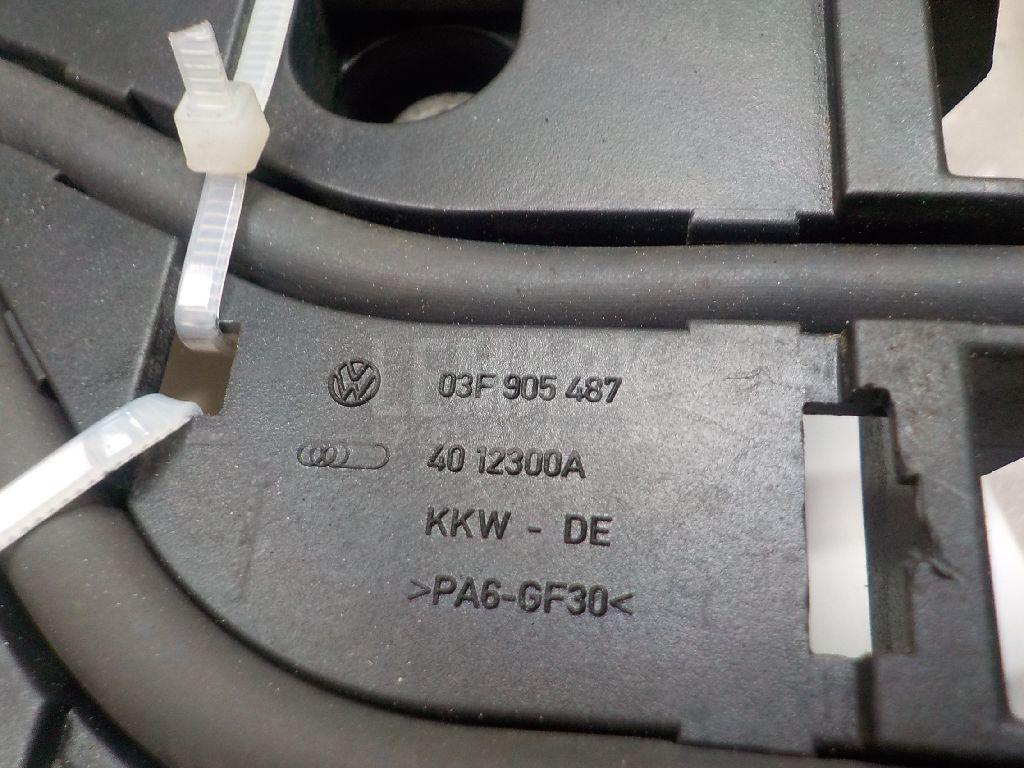 03F 905 487
40 12300A
KKW - DE
>PA6-GF30<